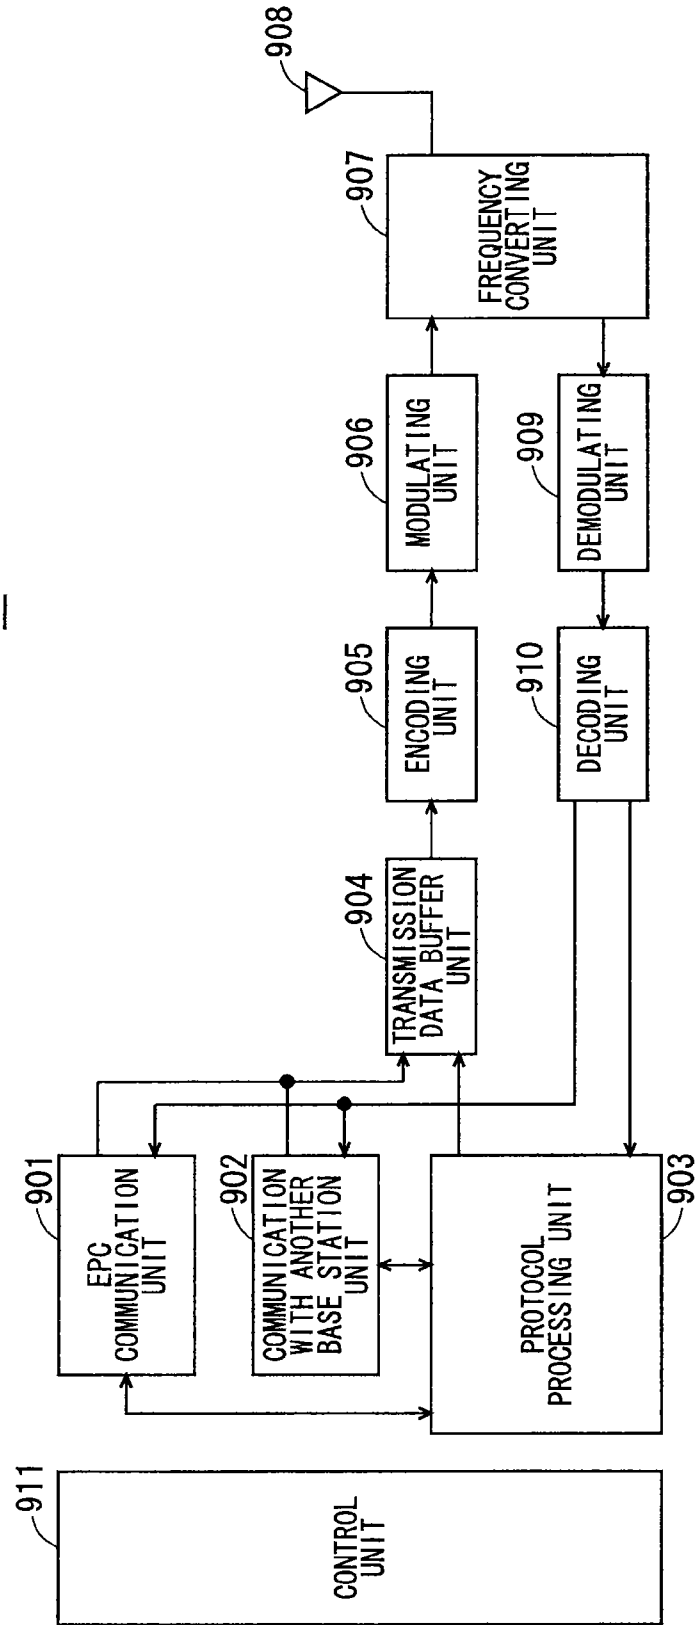 911
CONTROL
UNIT
901
EPC
COMMUNICATION
UNIT
902
COMMUNICATION
WITH ANOTHER
BASE STATION
UNIT
903
PROTOCOL
PROCESSING UNIT
904
TRANSMISSION
DATA BUFFER
UNIT
905
ENCODING
UNIT
906
MODULATING
UNIT
907
FREQUENCY
CONVERTING
UNIT
908
909
DEMODULATING
UNIT
910
DECODING
UNIT